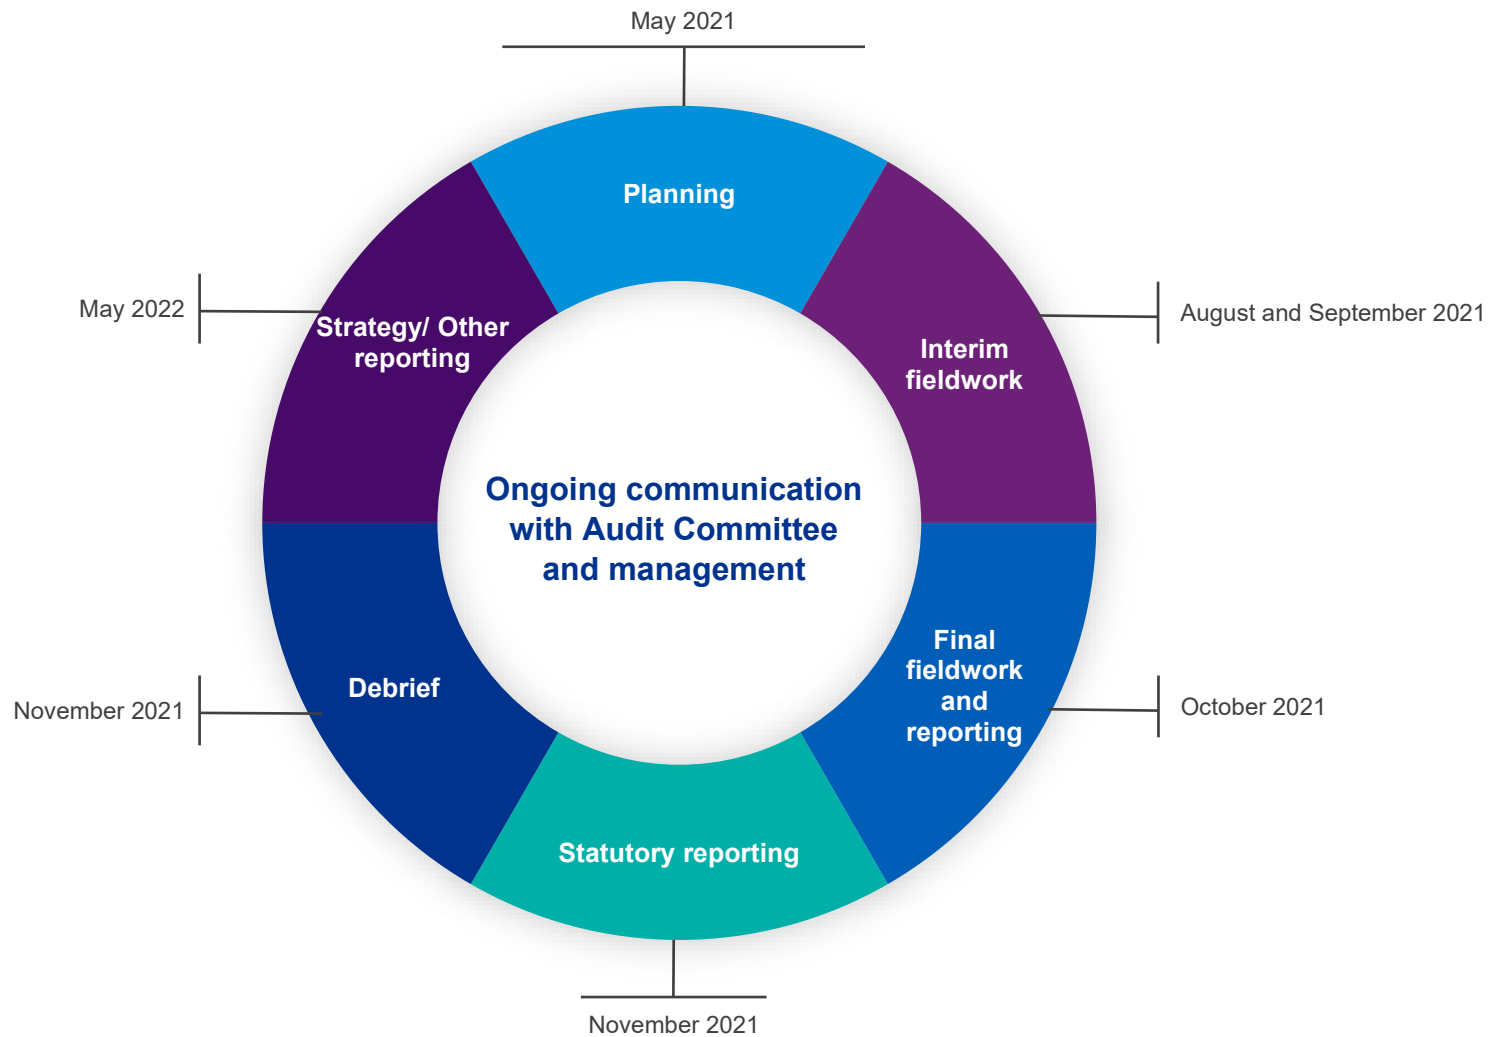 May 2021
Planning
May 2022
Strategy/ Other
reporting
Interim
fieldwork
August and September 2021
Ongoing communication
with Audit Committee
and management
Final
fieldwork
and
reporting
October 2021
Debrief
November 2021
Statutory reporting
November 2021